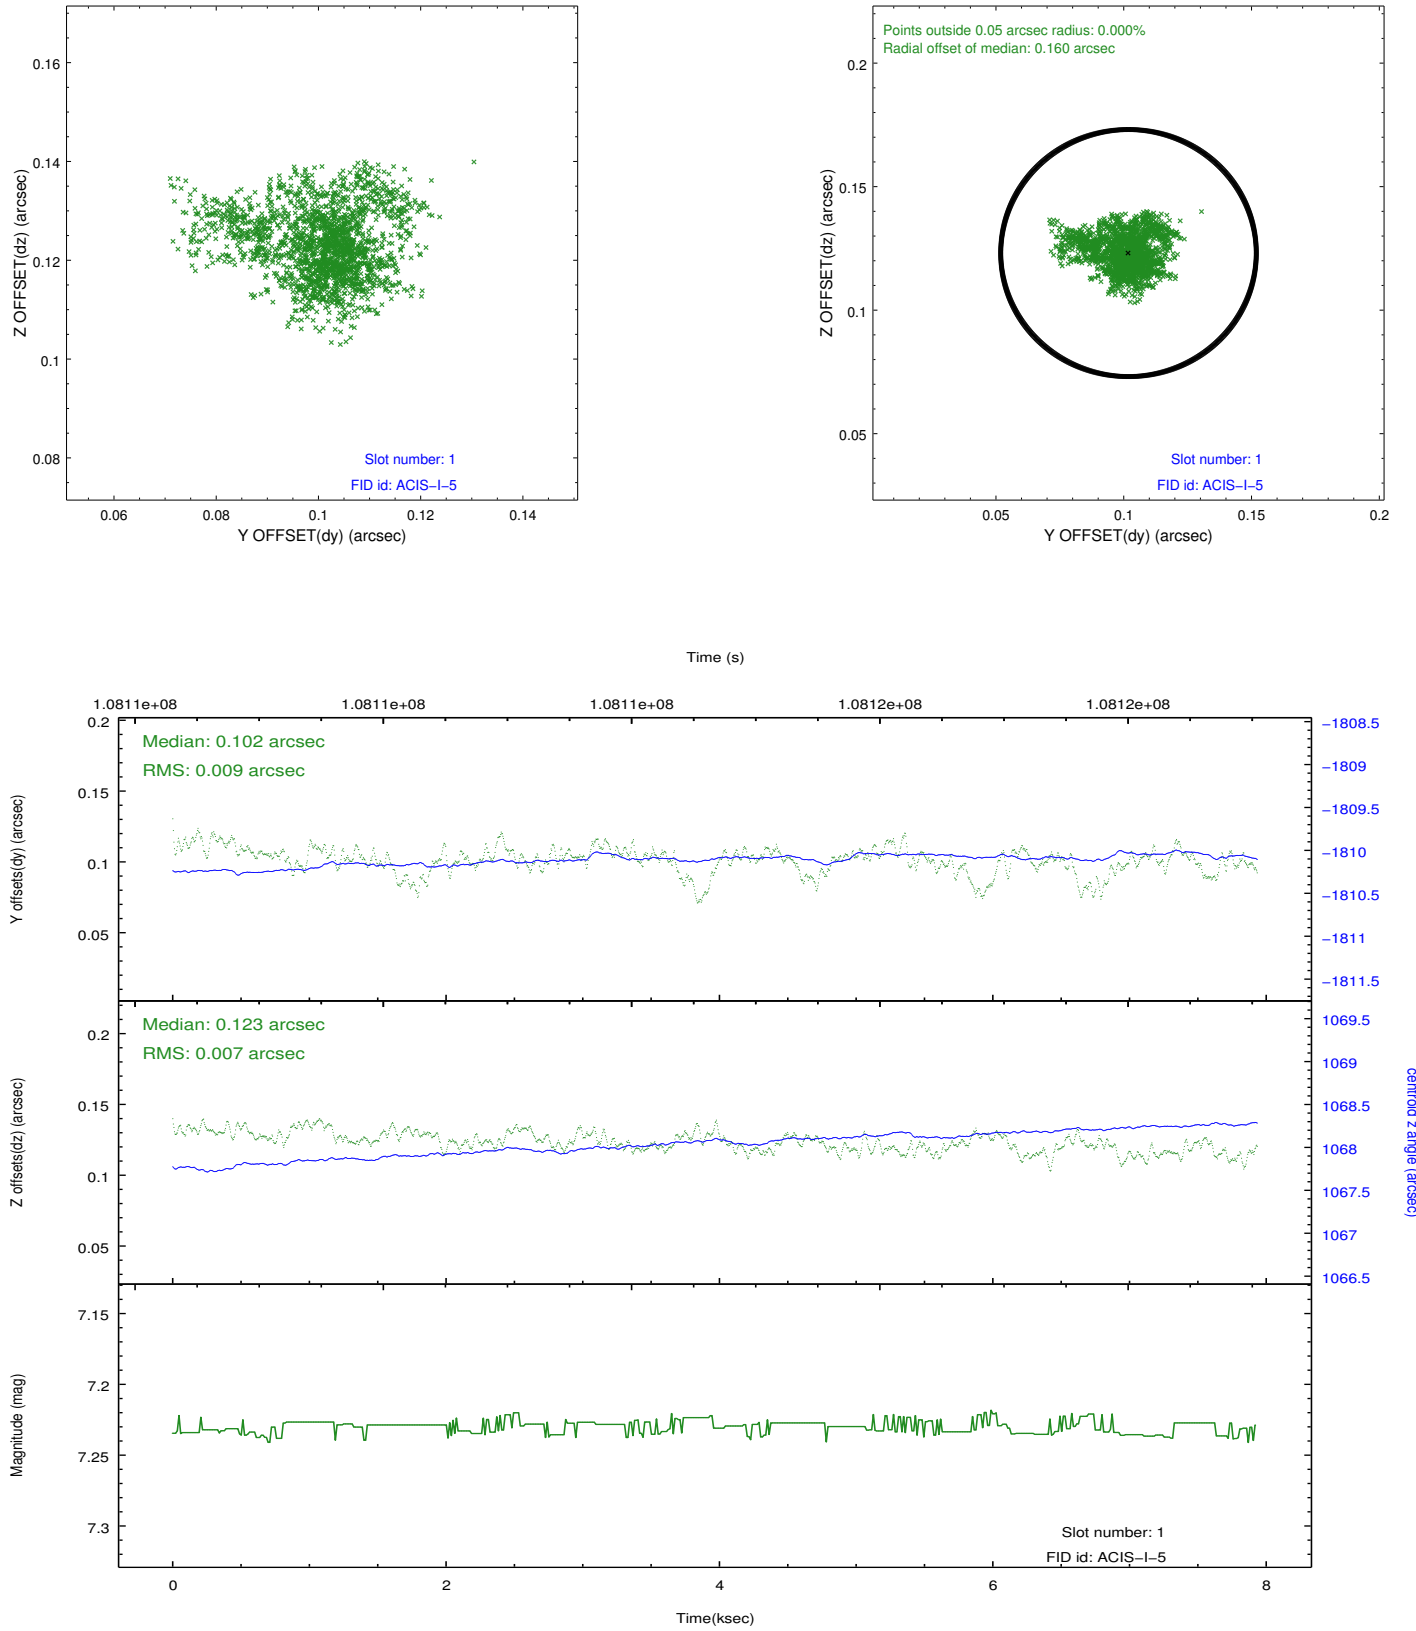 0.16
0.14
0.12
0.1
0.08
Z OFFSET(dz) (arcsec)
Slot number: 1
FID id: ACIS−I−5
0.06 0.08 0.1 0.12 0.14
Y OFFSET(dy) (arcsec)
Points outside 0.05 arcsec radius: 0.000%
Radial offset of median: 0.160 arcsec
0.2
0.15
0.1
0.05
Z OFFSET(dz) (arcsec)
Slot number: 1
FID id: ACIS−I−5
0.05 0.1 0.15 0.2
Y OFFSET(dy) (arcsec)
Time (s)
1.0811e+08 1.0811e+08 1.0811e+08 1.0812e+08 1.0812e+08
Median: 0.102 arcsec
RMS: 0.009 arcsec
0.2
0.15
0.1
0.05
Y offsets(dy) (arcsec)
−1808.5
−1809
−1809.5
−1810
−1810.5
−1811
−1811.5
Median: 0.123 arcsec
RMS: 0.007 arcsec
0.2
0.15
0.1
0.05
Z offsets(dz) (arcsec)
1069.5
1069
1068.5
1068
1067.5
1067
1066.5
centroid z angle (arcsec)
7.15
7.2
7.25
7.3
Magnitude (mag)
Slot number: 1
FID id: ACIS−I−5
0 2 4 6 8
Time(ksec)